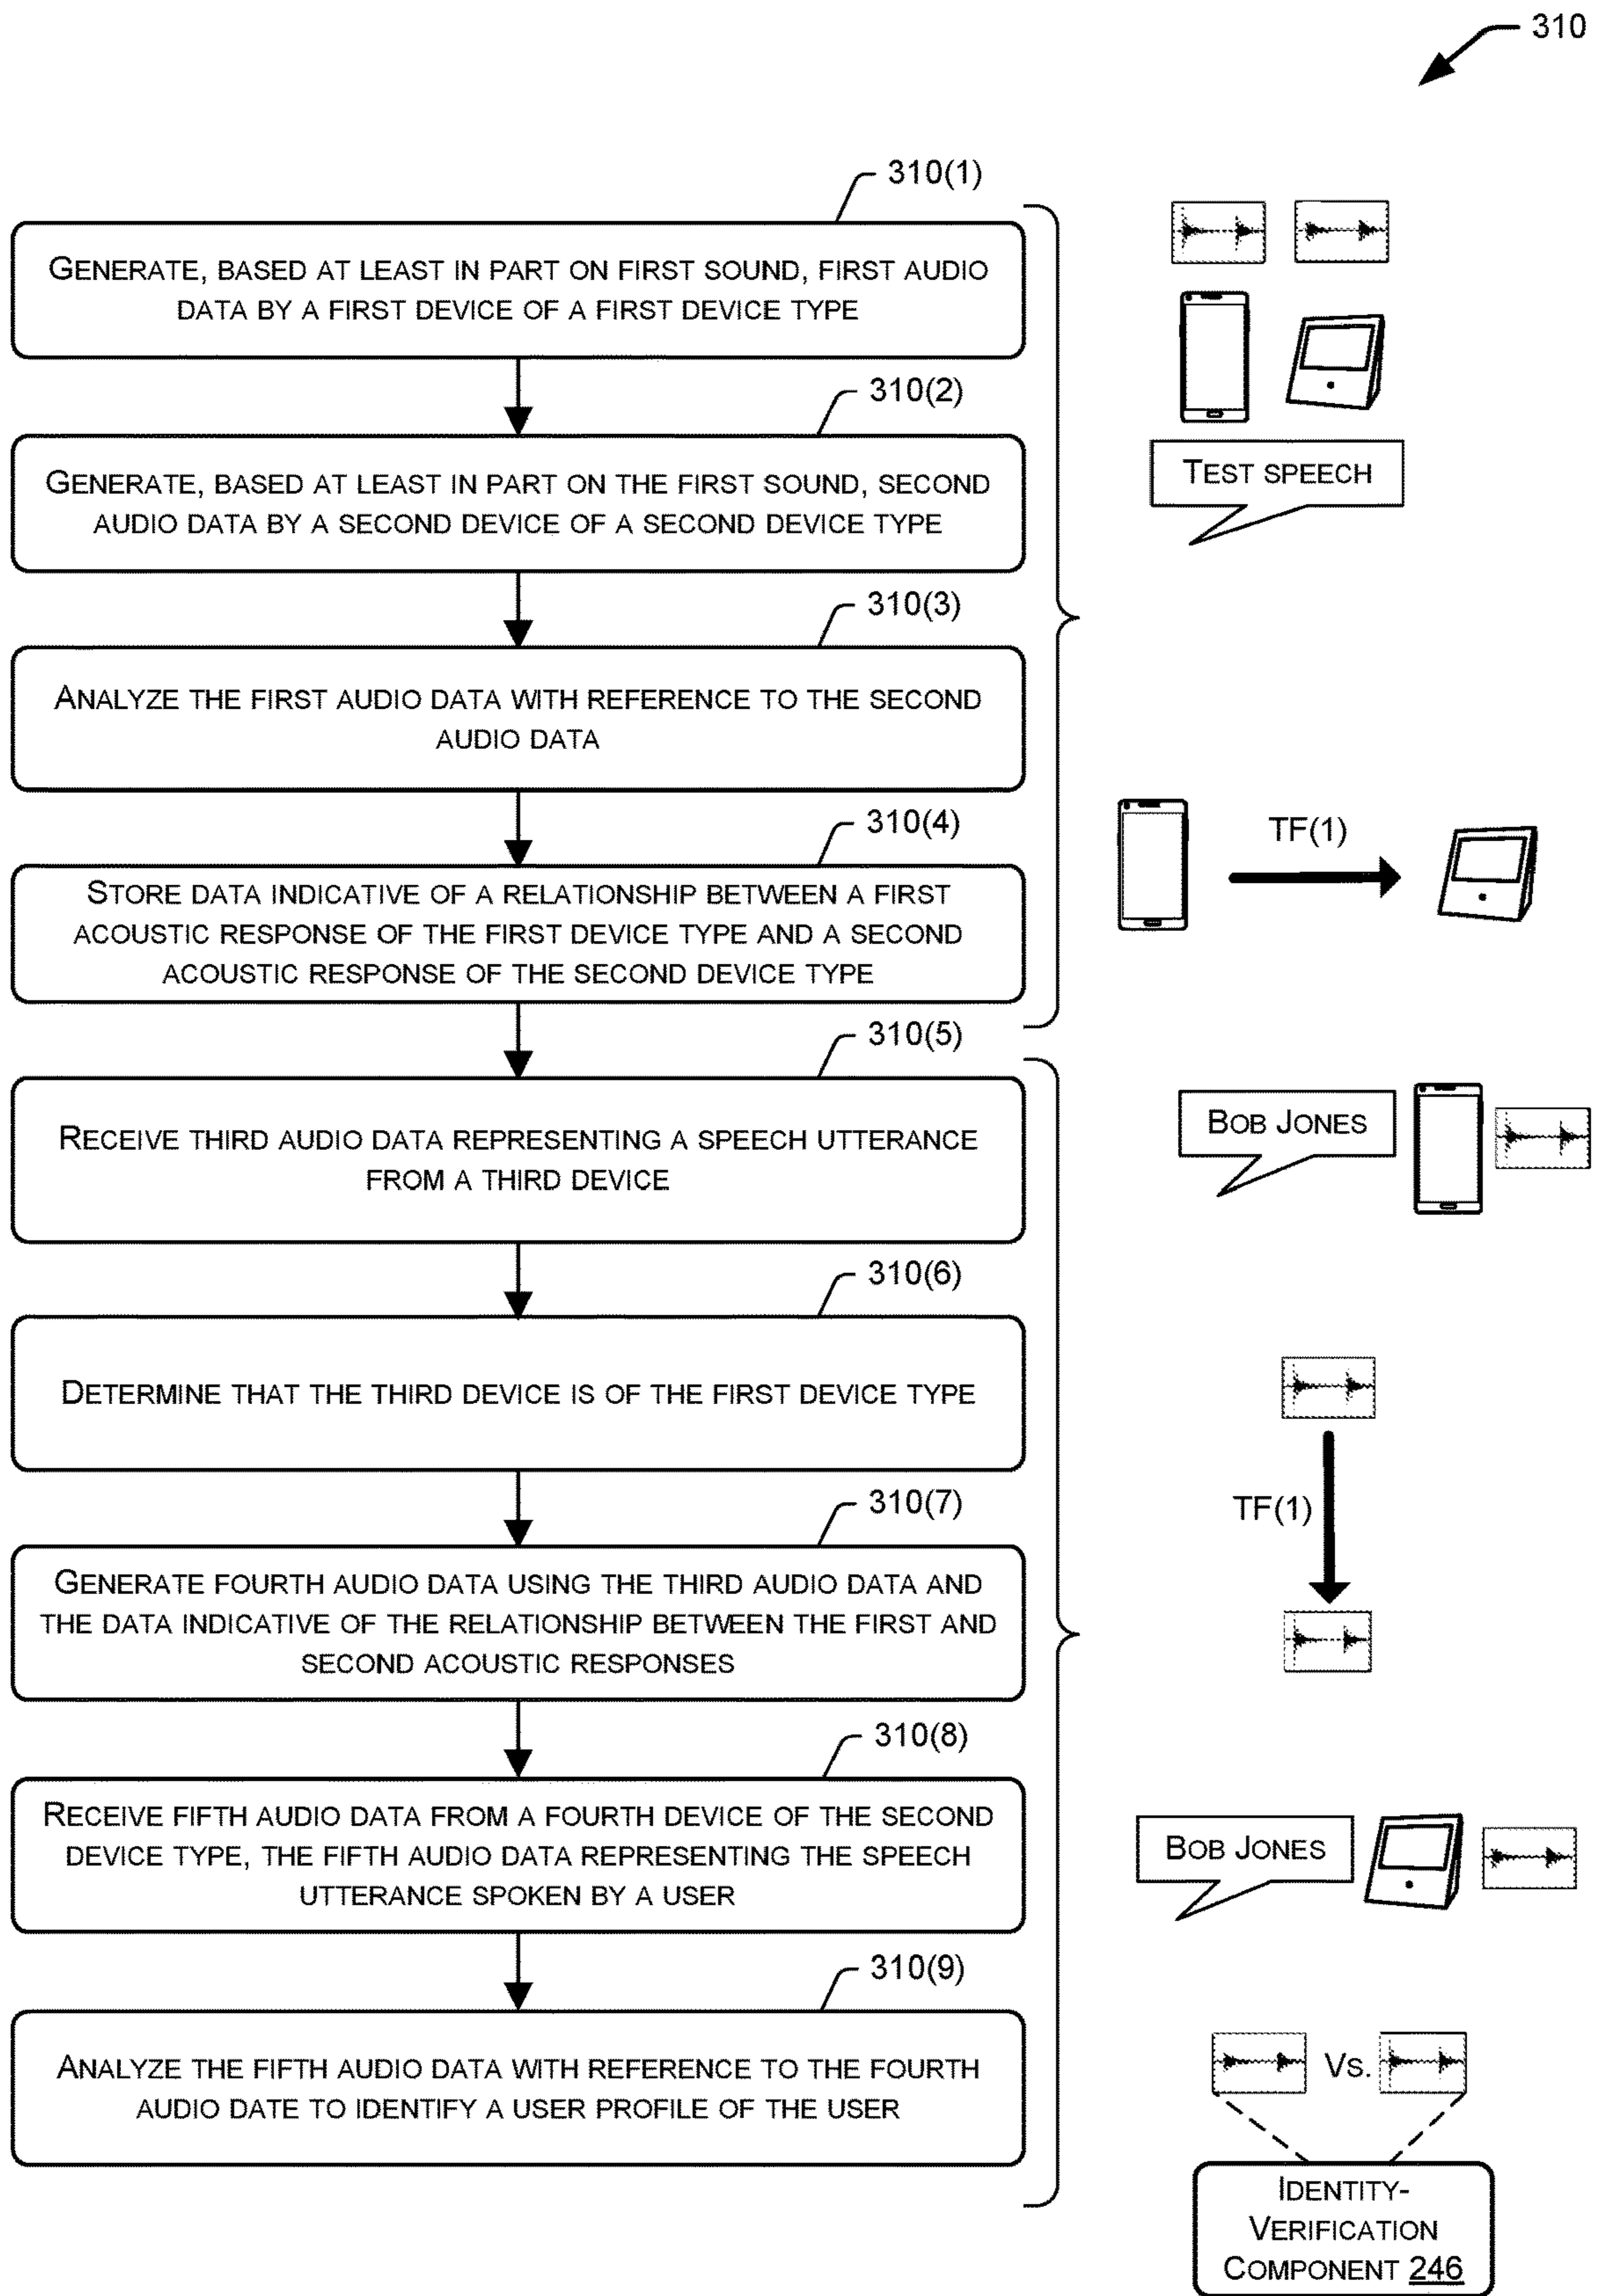 310
310(1)
GENERATE, BASED AT LEAST IN PART ON FIRST SOUND, FIRST AUDIO
DATA BY A FIRST DEVICE OF A FIRST DEVICE TYPE
310(2)
GENERATE, BASED AT LEAST IN PART ON THE FIRST SOUND, SECOND
AUDIO DATA BY A SECOND DEVICE OF A SECOND DEVICE TYPE
TEST SPEECH
310(3)
ANALYZE THE FIRST AUDIO DATA WITH REFERENCE TO THE SECOND
AUDIO DATA
310(4)
STORE DATA INDICATIVE OF A RELATIONSHIP BETWEEN A FIRST
ACOUSTIC RESPONSE OF THE FIRST DEVICE TYPE AND A SECOND
ACOUSTIC RESPONSE OF THE SECOND DEVICE TYPE
TF(1)
310(5)
RECEIVE THIRD AUDIO DATA REPRESENTING A SPEECH UTTERANCE
FROM A THIRD DEVICE
BOB JONES
310(6)
DETERMINE THAT THE THIRD DEVICE IS OF THE FIRST DEVICE TYPE
310(7)
GENERATE FOURTH AUDIO DATA USING THE THIRD AUDIO DATA AND
THE DATA INDICATIVE OF THE RELATIONSHIP BETWEEN THE FIRST AND
SECOND ACOUSTIC RESPONSES
TF(1)
310(8)
RECEIVE FIFTH AUDIO DATA FROM A FOURTH DEVICE OF THE SECOND
DEVICE TYPE, THE FIFTH AUDIO DATA REPRESENTING THE SPEECH
UTTERANCE SPOKEN BY A USER
BOB JONES
310(9)
ANALYZE THE FIFTH AUDIO DATA WITH REFERENCE TO THE FOURTH
AUDIO DATE TO IDENTIFY A USER PROFILE OF THE USER
VS.
IDENTITY-
VERIFICATION
COMPONENT 246